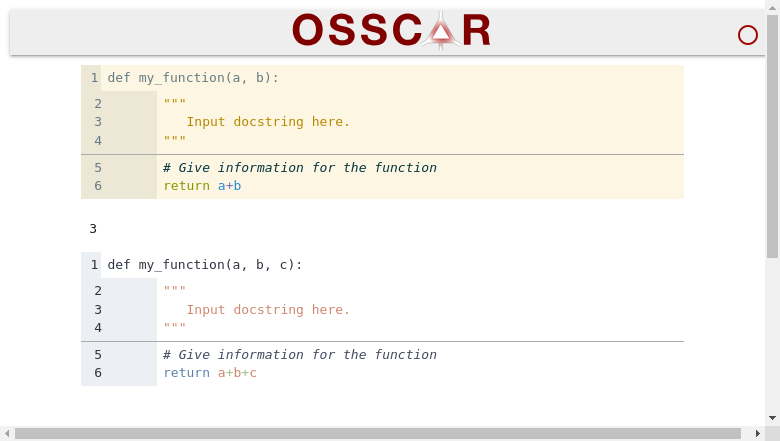 OSSCAR
1 def my_function(a, b):
2 """
3 Input docstring here.
4 """
5 # Give information for the function
6 return a+b
3
1 def my_function(a, b, c):
2 """
3 Input docstring here.
4 """
5 # Give information for the function
6 return a+b+c